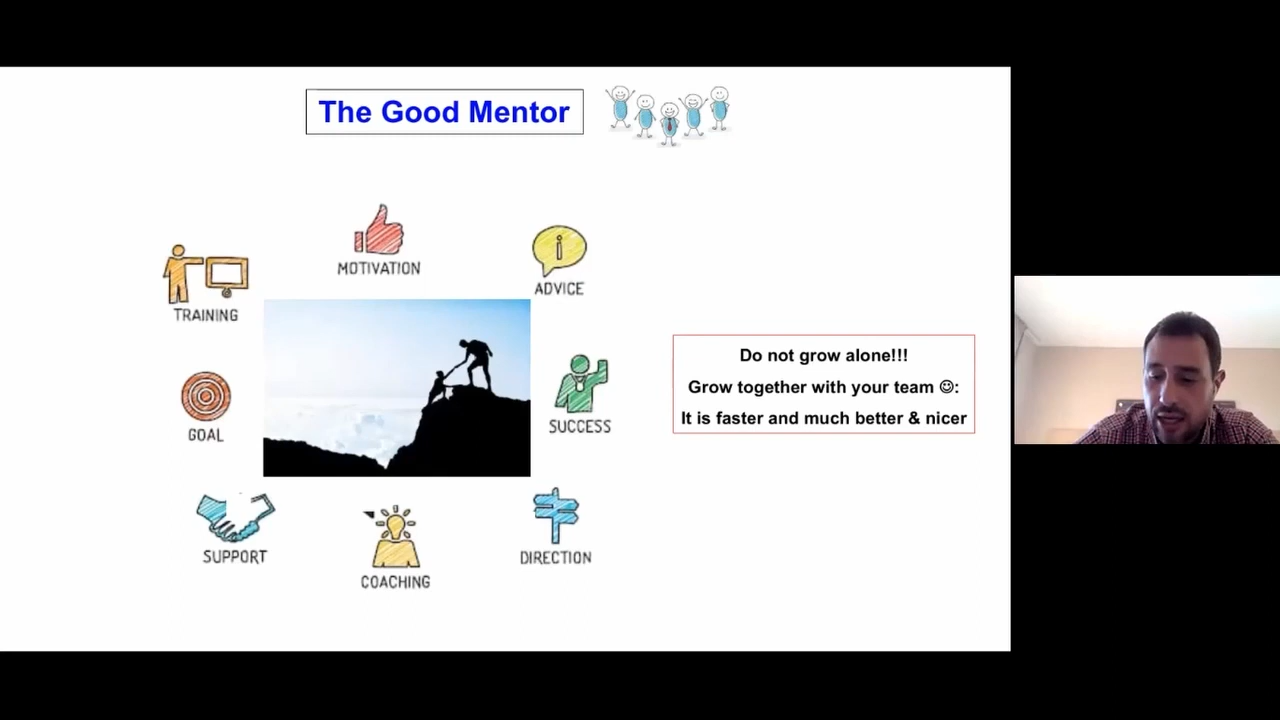 The Good Mentor
MOTIVATION
ADVICE
TRAINING
GOAL
SUCCESS
SUPPORT
COACHING
DIRECTION
Do not grow alone!!!
Grow together with your team ☺:
It is faster and much better & nicer